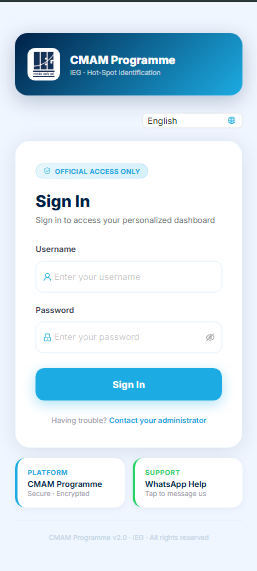 CMAM Programme
IEG · Hot-Spot Identification
English
OFFICIAL ACCESS ONLY
Sign In
Sign in to access your personalized dashboard
Username
Enter your username
Password
Enter your password
Sign In
Having trouble? Contact your administrator
PLATFORM
CMAM Programme
Secure · Encrypted
SUPPORT
WhatsApp Help
Tap to message us
CMAM Programme v2.0 · IEG · All rights reserved